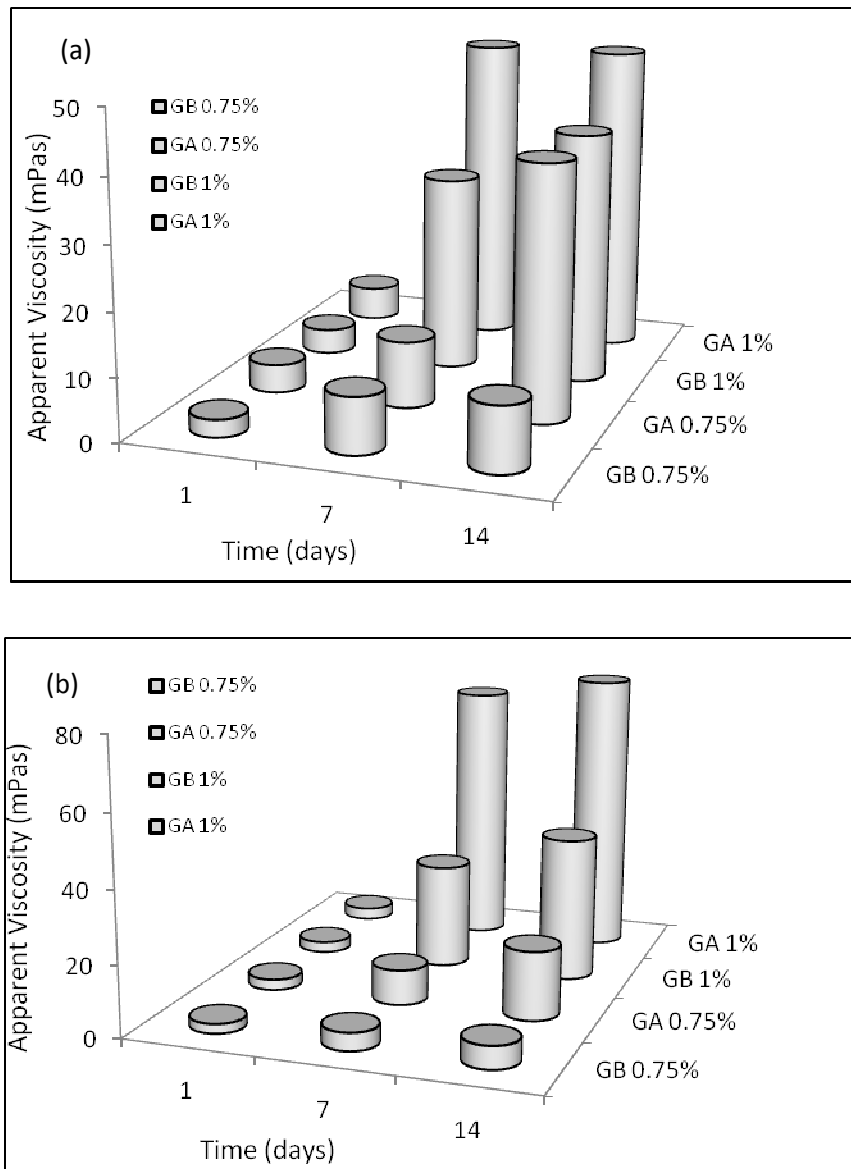 (a)
GB 0.75%
GA 0.75%
GB 1%
GA 1%
Apparent Viscosity (mPas)
50
40
30
20
10
0
1
7
14
Time (days)
GA 1%
GB 1%
GA 0.75%
GB 0.75%
(b)
GB 0.75%
GA 0.75%
GB 1%
GA 1%
Apparent Viscosity (mPas)
80
60
40
20
0
1
7
14
Time (days)
GA 1%
GB 1%
GA 0.75%
GB 0.75%